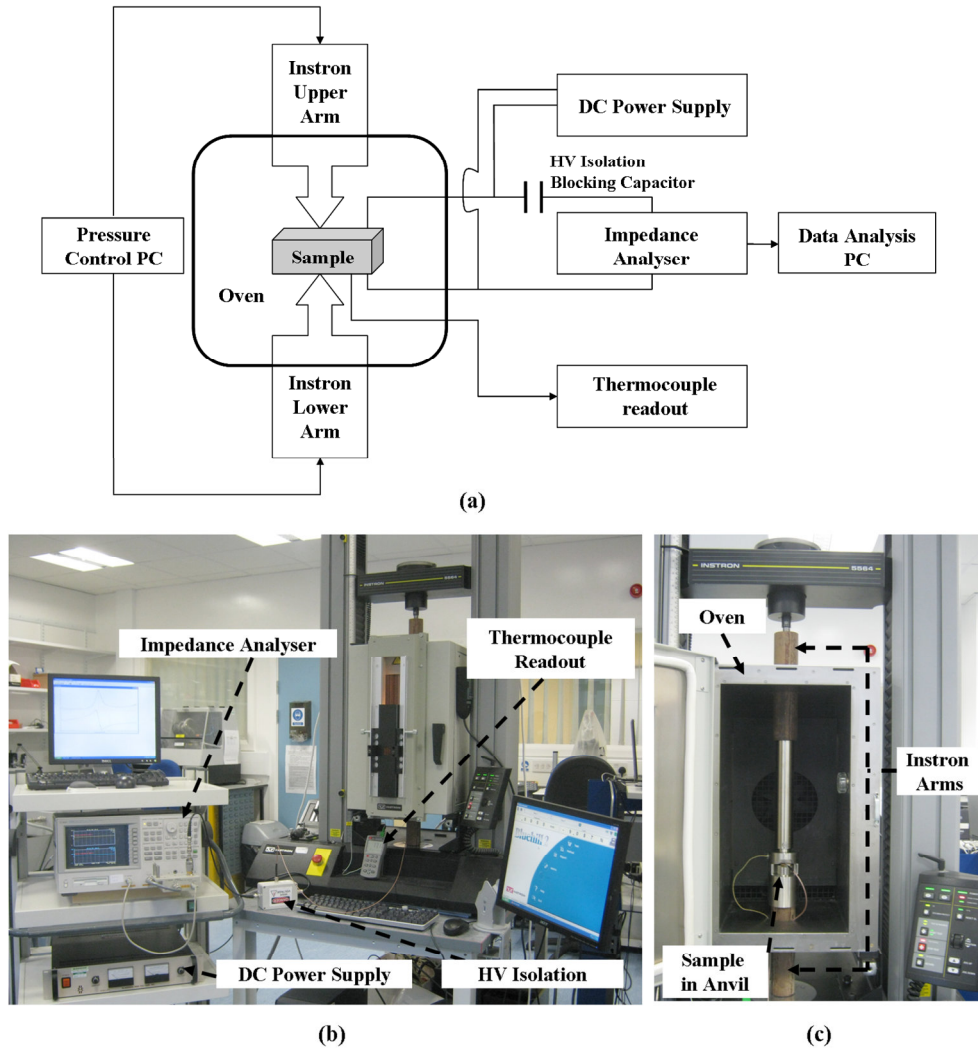 Instron
Upper
Arm
DC Power Supply
HV Isolation
Blocking Capacitor
Pressure
Control PC
Sample
Impedance
Analyser
Data Analysis
PC
Oven
Instron
Lower
Arm
Thermocouple
readout
(a)
Impedance Analyser
Thermocouple
Readout
DC Power Supply
HV Isolation
(b)
INSTRON 5564
Oven
Instron
Arms
Sample
in Anvil
(c)